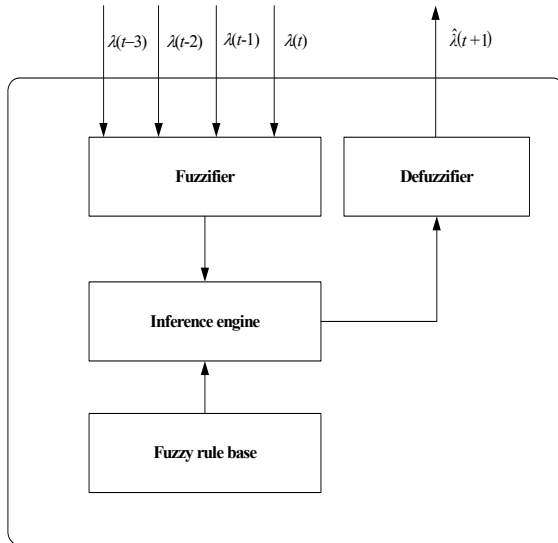 λ(t–3) λ(t-2) λ(t-1) λ(t) λ̂(t+1)
Fuzzifier
Defuzzifier
Inference engine
Fuzzy rule base